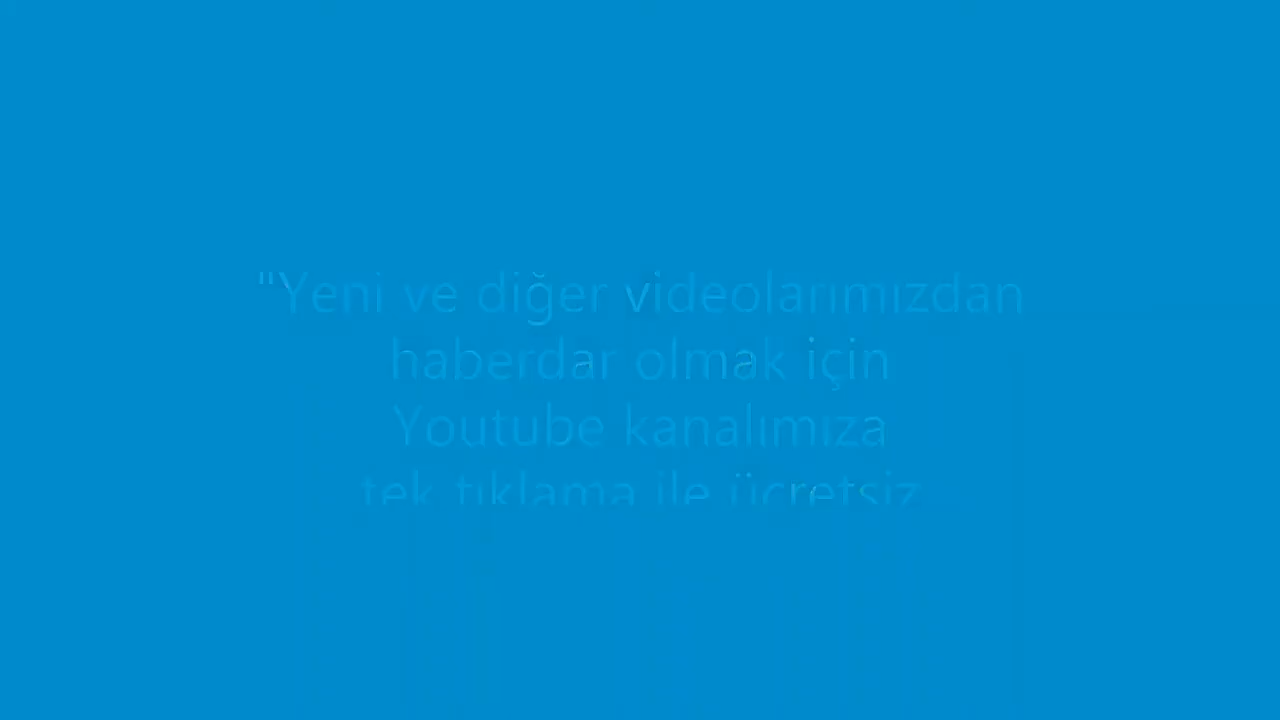 "Yeni ve diğer videolarımızdan
haberdar olmak için
Youtube kanalımıza
tek tıklama ile ücretsiz